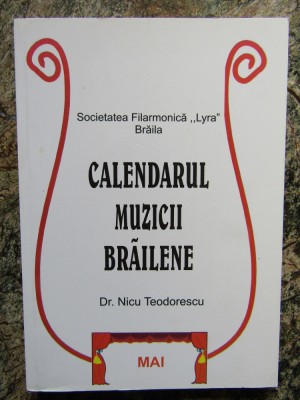 Societatea Filarmonică ,,Lyra"
Brăila
CALENDARUL
MUZICII
BRĂILENE
Dr. Nicu Teodorescu
MAI